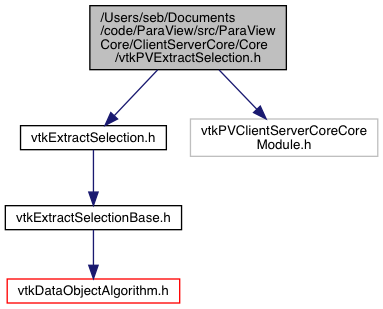 /Users/seb/Documents
/code/ParaView/src/ParaView
Core/ClientServerCore/Core
/vtkPVExtractSelection.h
vtkExtractSelection.h
vtkPVClientServerCoreCore
Module.h
vtkExtractSelectionBase.h
vtkDataObjectAlgorithm.h